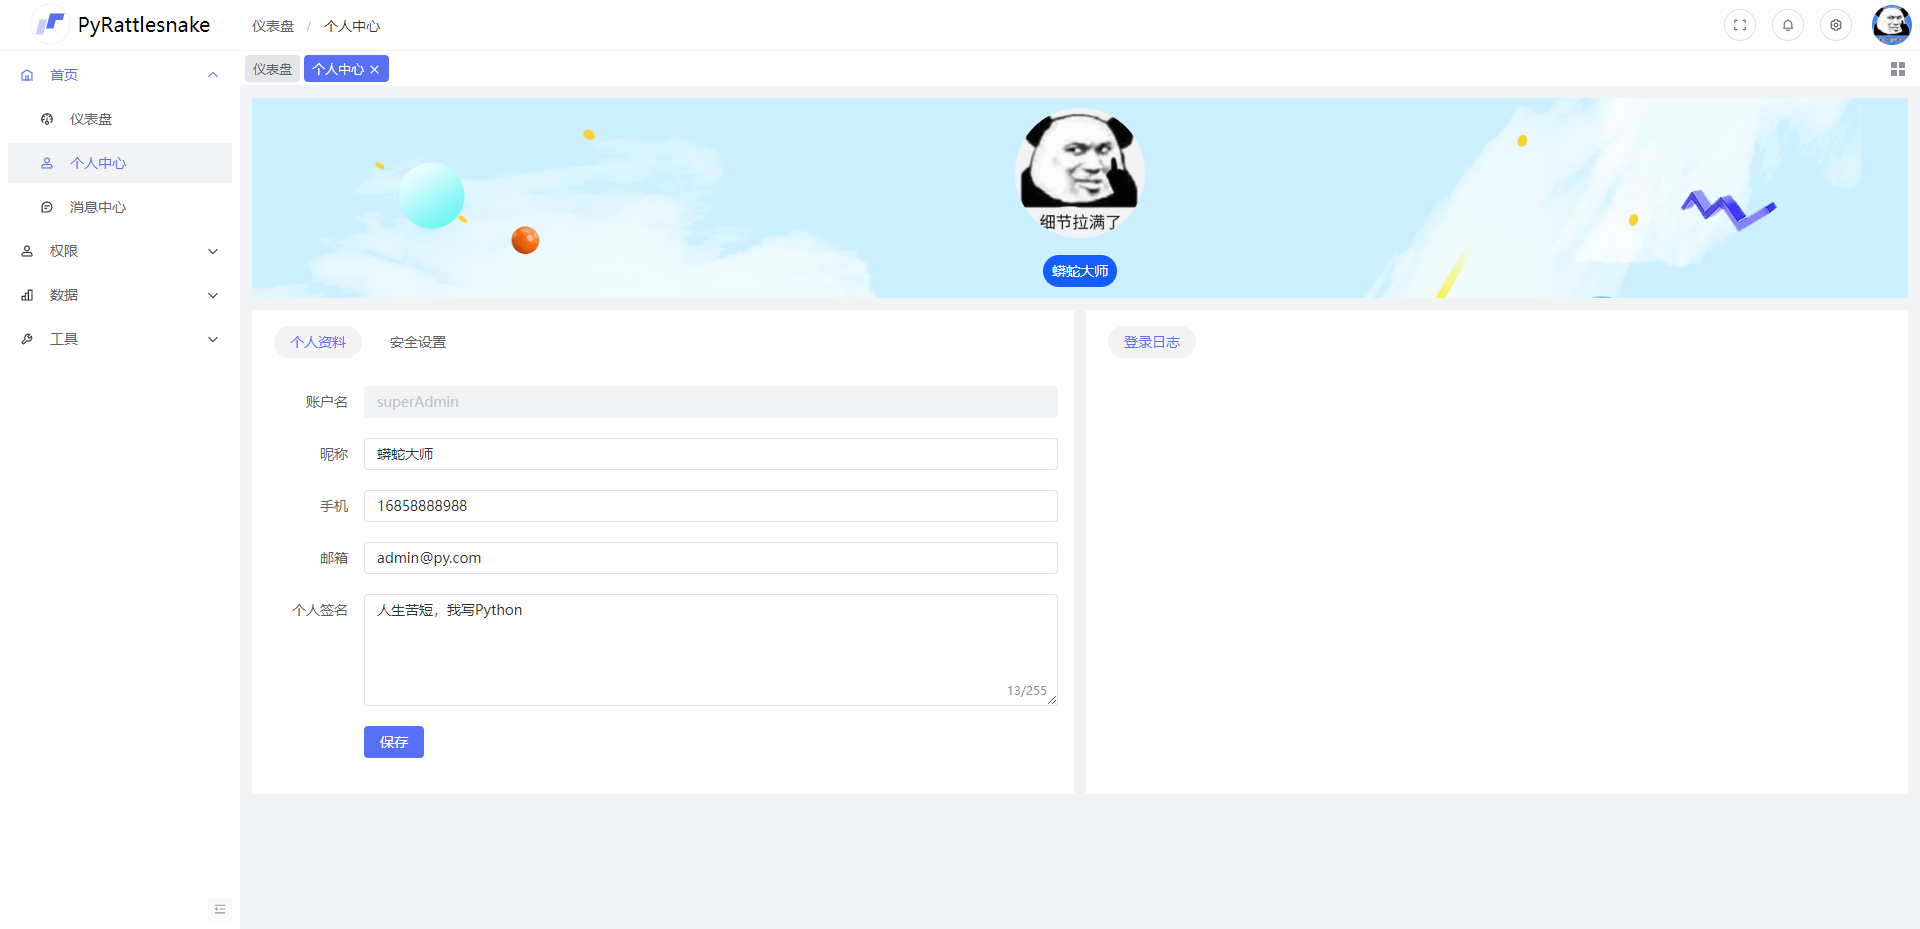 PyRattlesnake
仪表盘 / 个人中心
首页
仪表盘
个人中心
消息中心
权限
数据
工具
仪表盘
个人中心
细节拉满了
蟒蛇大师
个人资料
安全设置
账户名
superAdmin
昵称
蟒蛇大师
手机
16858888988
邮箱
admin@py.com
个人签名
人生苦短，我写Python
13/255
保存
登录日志